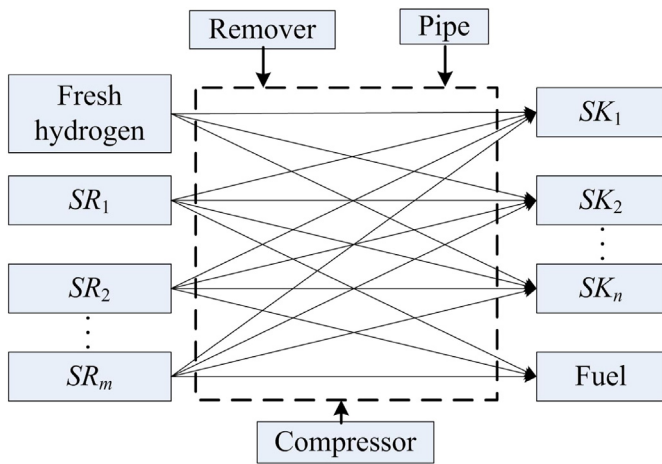 Remover
Pipe
Fresh
hydrogen
SK1
SR1
SK2
SR2
SKn
SRm
Fuel
Compressor